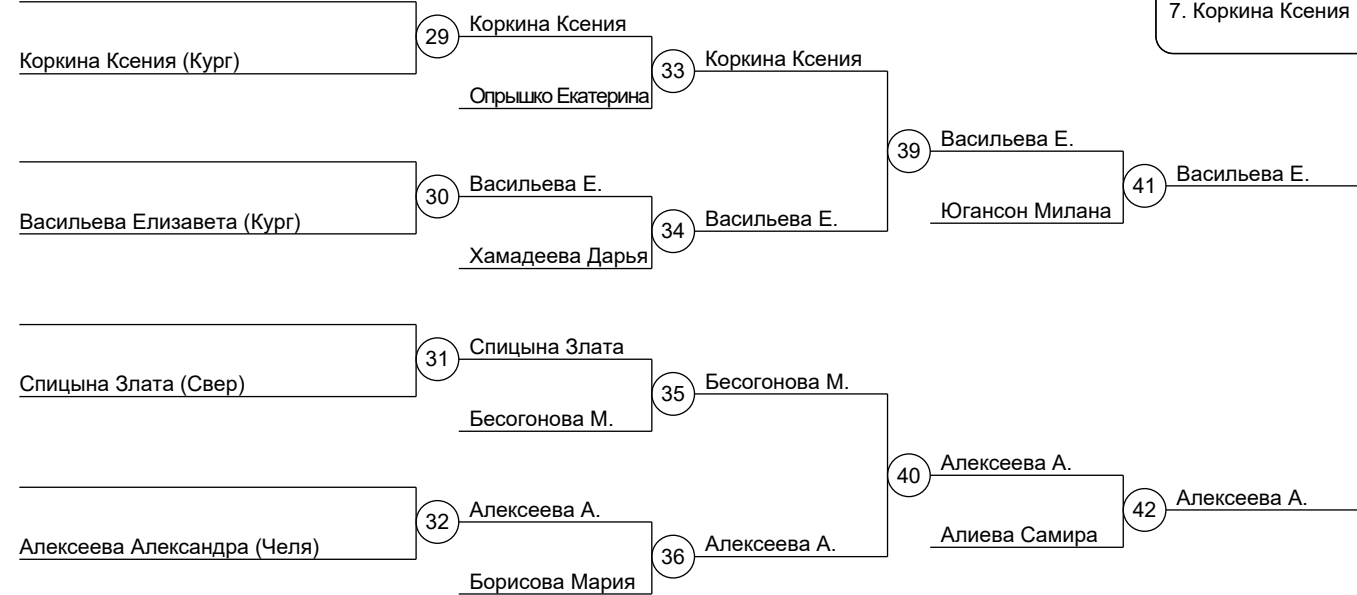 7. Коркина Ксения
29
Коркина Ксения
Коркина Ксения (Кург)
33
Коркина Ксения
Опрышко Екатерина
39
Васильева Е.
30
Васильева Е.
41
Васильева Е.
Васильева Елизавета (Кург)
34
Васильева Е.
Югансон Милана
Хамадеева Дарья
31
Спицына Злата
Спицына Злата (Свер)
35
Бесогонова М.
Бесогонова М.
40
Алексеева А.
32
Алексеева А.
42
Алексеева А.
Алексеева Александра (Челя)
36
Алексеева А.
Алиева Самира
Борисова Мария